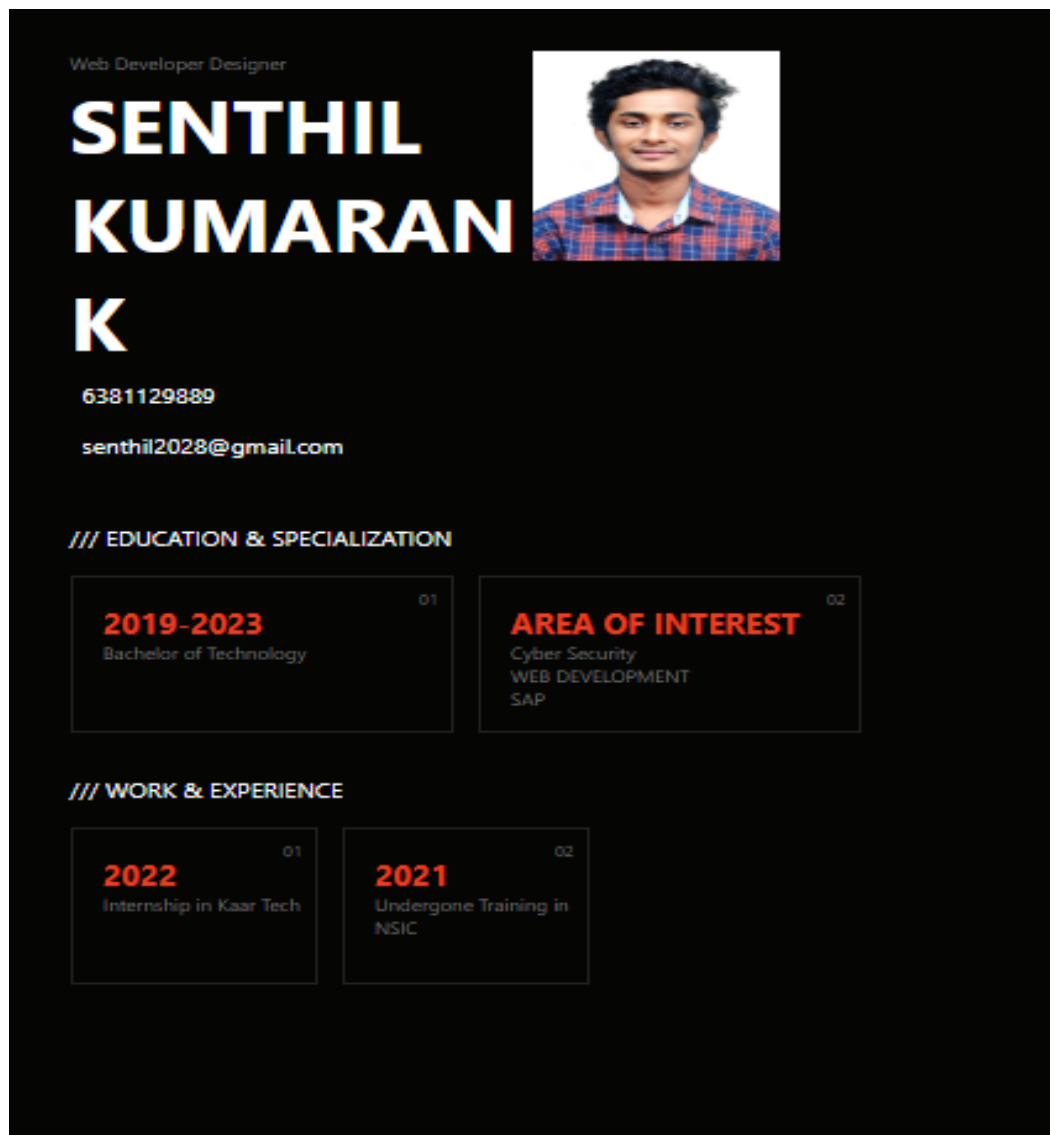 Web Developer Designer
SENTHIL
KUMARAN
K
6381129889
senthil2028@gmail.com
/// EDUCATION & SPECIALIZATION
01
2019-2023
Bachelor of Technology
02
AREA OF INTEREST
Cyber Security
WEB DEVELOPMENT
SAP
/// WORK & EXPERIENCE
01
2022
Internship in Kaar Tech
02
2021
Undergone Training in
NSIC